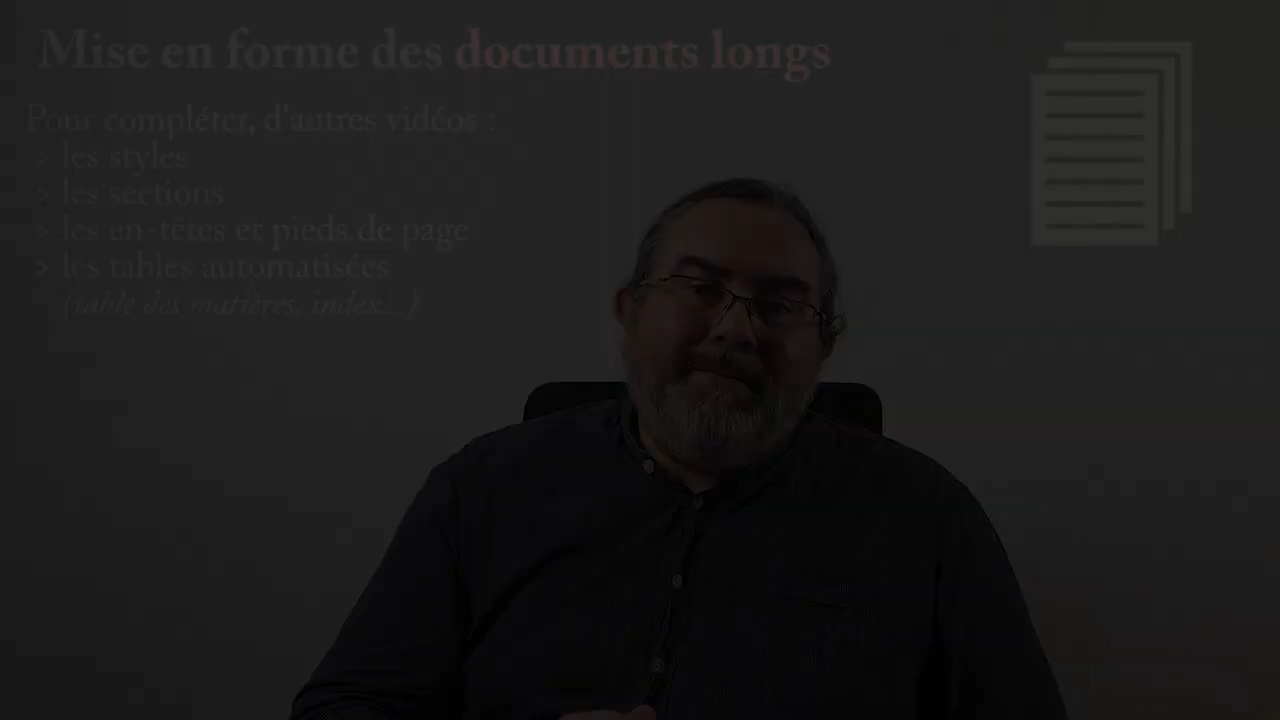 Mise en forme des documents longs
Pour compléter, d'autres vidéos :
> les styles
> les sections
> les en-têtes et pieds de page
> les tables automatisées
(table des matières, index...)